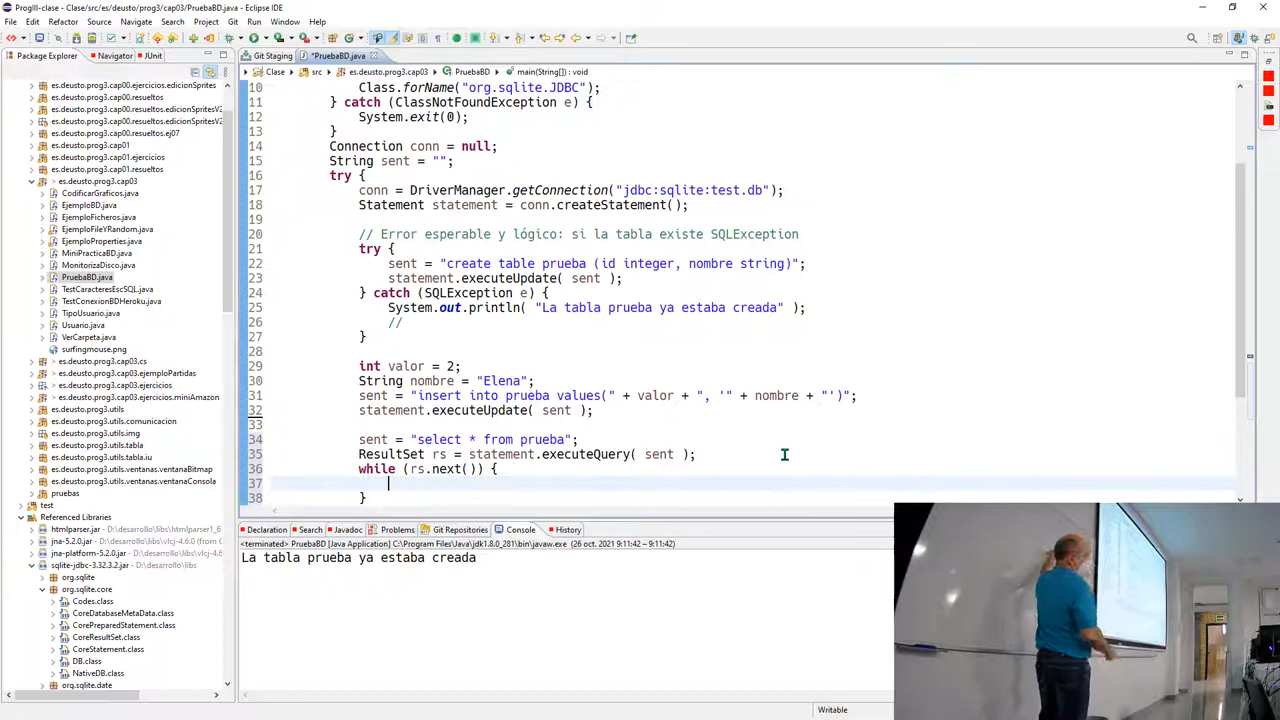 ProgIII-clase - Clase/src/es/deusto/prog3/cap03/PruebaBD.java - Eclipse IDE
File Edit Refactor Source Navigate Search Project Git Run Window Help
Package Explorer Navigator JUnit
Git Staging *PruebaBD.java
Clase src es.deusto.prog3.cap03 PruebaBD main(String[]) : void
es.deusto.prog3.cap00.ejercicios.edicionSprites
es.deusto.prog3.cap00.resueltos
es.deusto.prog3.cap00.resueltos.edicionSpritesV2
es.deusto.prog3.cap00.resueltos.ej07
es.deusto.prog3.cap01
es.deusto.prog3.cap01.ejercicios
es.deusto.prog3.cap01.resueltos
es.deusto.prog3.cap03
CodificarGraficos.java
EjemploBD.java
EjemploFicheros.java
EjemploFileYRandom.java
EjemploProperties.java
MiniPracticaBD.java
MonitorizaDisco.java
PruebaBD.java
TestCaracteresEscSQL.java
TestConexionBDHeroku.java
TipoUsuario.java
Usuario.java
VerCarpeta.java
surfingmouse.png
es.deusto.prog3.cap03.cs
es.deusto.prog3.cap03.ejemploPartidas
es.deusto.prog3.cap03.ejercicios
es.deusto.prog3.cap03.ejercicios.miniAmazon
es.deusto.prog3.utils
es.deusto.prog3.utils.comunicacion
es.deusto.prog3.utils.img
es.deusto.prog3.utils.tabla
es.deusto.prog3.utils.tabla.iu
es.deusto.prog3.utils.ventanas.ventanaBitmap
es.deusto.prog3.utils.ventanas.ventanaConsola
pruebas
test
Referenced Libraries
htmlparser.jar - D:\desarrollo\libs\htmlparser1_6
jna-5.2.0.jar - D:\desarrollo\libs\vlcj-4.6.0 (com
jna-platform-5.2.0.jar - D:\desarrollo\libs\vlcj-4
sqlite-jdbc-3.32.3.2.jar - D:\desarrollo\libs
org.sqlite
org.sqlite.core
Codes.class
CoreDatabaseMetaData.class
CorePreparedStatement.class
CoreResultSet.class
CoreStatement.class
DB.class
NativeDB.class
org.sqlite.date
10 Class.forName("org.sqlite.JDBC");
11 } catch (ClassNotFoundException e) {
12 System.exit(0);
13 }
14 Connection conn = null;
15 String sent = "";
16 try {
17 conn = DriverManager.getConnection("jdbc:sqlite:test.db");
18 Statement statement = conn.createStatement();
19
20 // Error esperable y lógico: si la tabla existe SQLException
21 try {
22 sent = "create table prueba (id integer, nombre string)";
23 statement.executeUpdate( sent );
24 } catch (SQLException e) {
25 System.out.println( "La tabla prueba ya estaba creada" );
26 //
27 }
28
29 int valor = 2;
30 String nombre = "Elena";
31 sent = "insert into prueba values(" + valor + ", '" + nombre + "')";
32 statement.executeUpdate( sent );
33
34 sent = "select * from prueba";
35 ResultSet rs = statement.executeQuery( sent );
36 while (rs.next()) {
37
38 }
Declaration Search Javadoc Problems Git Repositories Console History
<terminated> PruebaBD [Java Application] C:\Program Files\Java\jdk1.8.0_281\bin\javaw.exe (26 oct. 2021 9:11:42 – 9:11:42)
La tabla prueba ya estaba creada
Writable